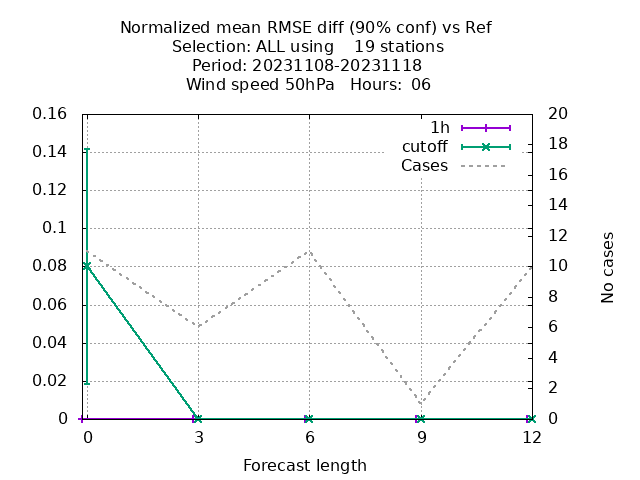 Normalized mean RMSE diff (90% conf) vs Ref
Selection: ALL using    19 stations
Period: 20231108-20231118
Wind speed 50hPa   Hours:  06
0.16
0.14
0.12
0.1
0.08
0.06
0.04
0.02
0
1h
cutoff
Cases
20
18
16
14
12
10
8
6
4
2
0
No cases
0 3 6 9 12
Forecast length